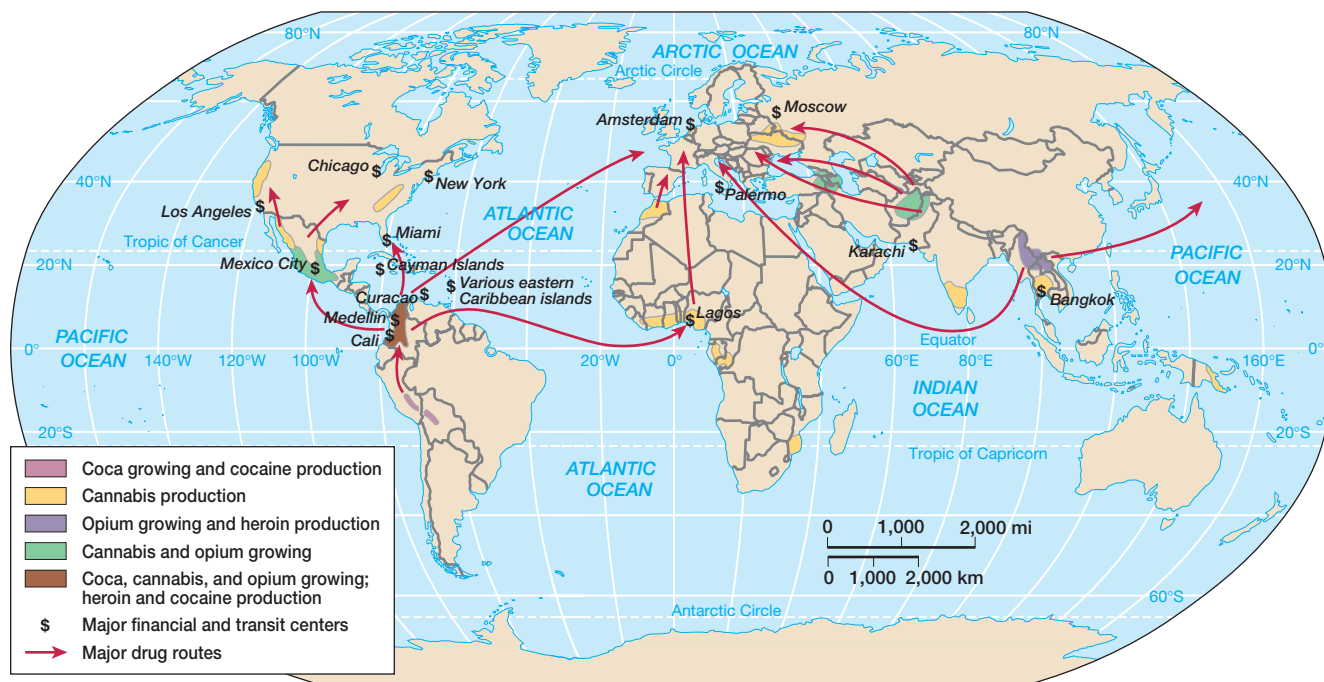 80°N
80°N
ARCTIC OCEAN
Arctic Circle
Moscow
$
Amsterdam $
Chicago $
$ New York
40°N
40°N
Palermo
$
Los Angeles $
ATLANTIC
OCEAN
Miami
$
Tropic of Cancer
Karachi $
PACIFIC
OCEAN
20°N
20°N
Mexico City $
$ Cayman Islands
Curacao $
$ Various eastern
Caribbean islands
$ Bangkok
Medellin $
Lagos
$
Cali $
PACIFIC
OCEAN
Equator
0°
140°W
100°W
20°W
0°
60°E
80°E
160°E
0°
INDIAN
OCEAN
20°S
20°S
Tropic of Capricorn
ATLANTIC
OCEAN
0 1,000 2,000 mi
0 1,000 2,000 km
60°S
Antarctic Circle
Coca growing and cocaine production
Cannabis production
Opium growing and heroin production
Cannabis and opium growing
Coca, cannabis, and opium growing;
heroin and cocaine production
$ Major financial and transit centers
Major drug routes